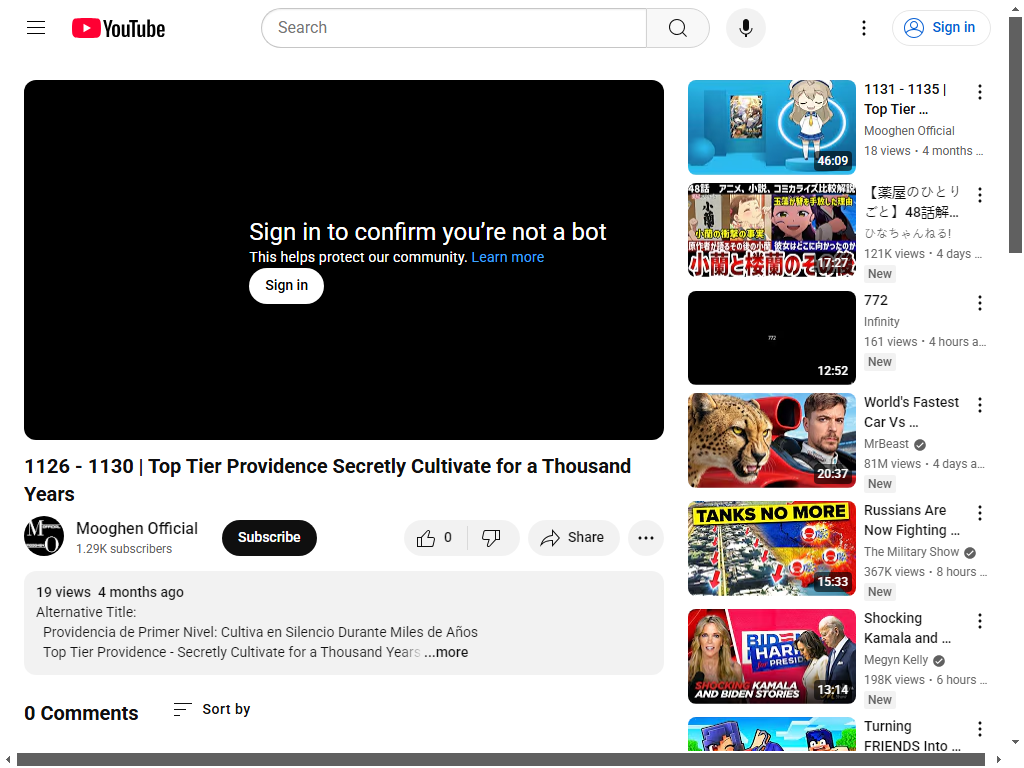 YouTube
Search
Sign in
Sign in to confirm you’re not a bot
This helps protect our community. Learn more
Sign in
1126 - 1130 | Top Tier Providence Secretly Cultivate for a Thousand
Years
Mooghen Official
1.29K subscribers
Subscribe
0
Share
19 views 4 months ago
Alternative Title:
Providencia de Primer Nivel: Cultiva en Silencio Durante Miles de Años
Top Tier Providence - Secretly Cultivate for a Thousand Years ...more
0 Comments
Sort by
46:09
1131 - 1135 |
Top Tier ...
Mooghen Official
18 views • 4 months ...
48話 アニメ、小説、コミカライズ比較解説
小蘭の衝撃の事実
小蘭と楼蘭のその後
17:27
【薬屋のひとり
ごと】48話解...
ひなちゃんねる!
121K views • 4 days ...
New
772
12:52
772
Infinity
161 views • 4 hours a...
New
20:37
World's Fastest
Car Vs ...
MrBeast
81M views • 4 days a...
New
TANKS NO MORE
15:33
Russians Are
Now Fighting ...
The Military Show
367K views • 8 hours ...
New
SHOCKING KAMALA
AND BIDEN STORIES
13:14
Shocking
Kamala and ...
Megyn Kelly
198K views • 6 hours ...
New
Turning
FRIENDS Into ...